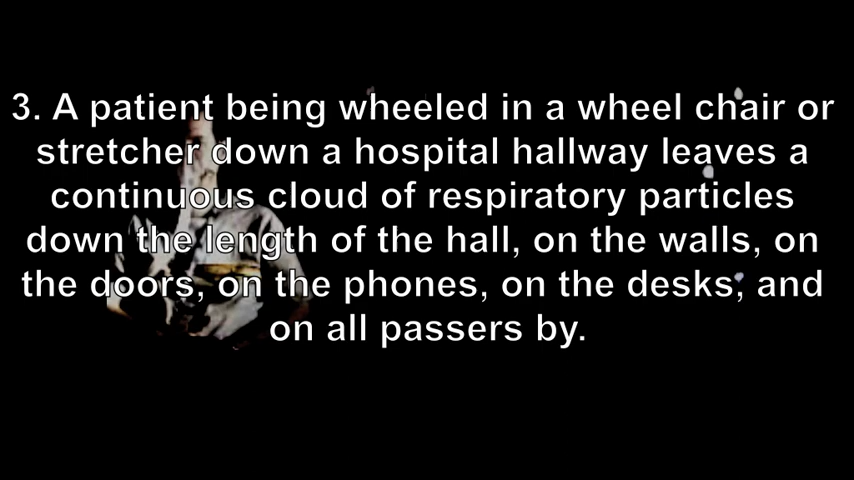 3. A patient being wheeled in a wheel chair or
stretcher down a hospital hallway leaves a
continuous cloud of respiratory particles
down the length of the hall, on the walls, on
the doors, on the phones, on the desks, and
on all passers by.